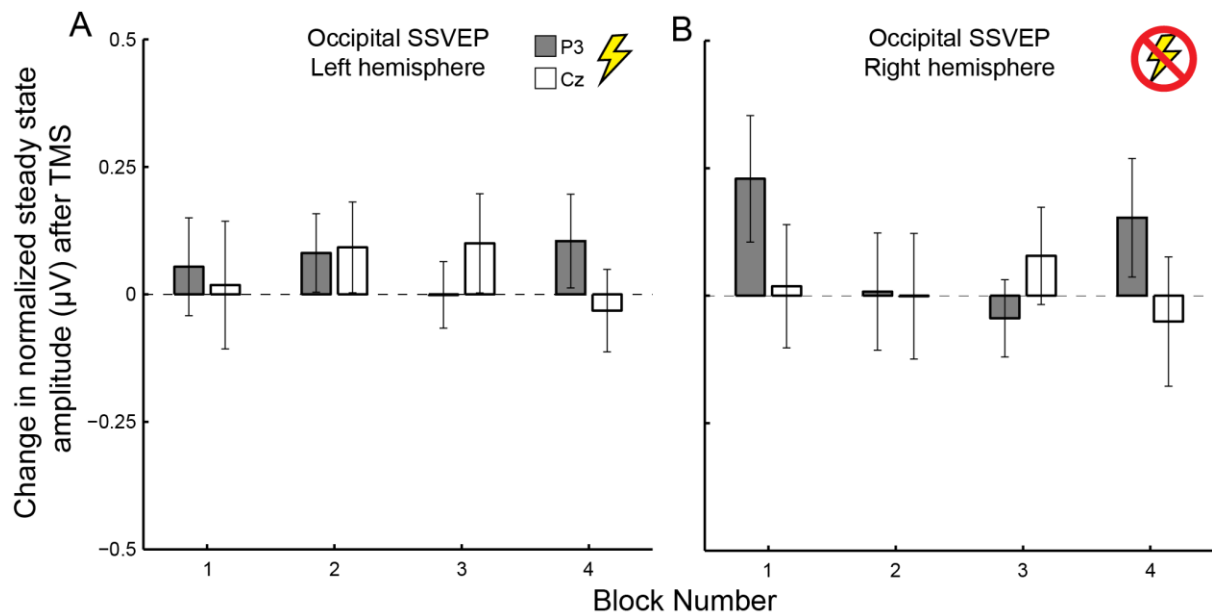 A
Occipital SSVEP
Left hemisphere
P3
Cz
B
Occipital SSVEP
Right hemisphere
Change in normalized steady state
amplitude (µV) after TMS
0.5
0.25
0
−0.25
−0.5
1 2 3 4
1 2 3 4
Block Number